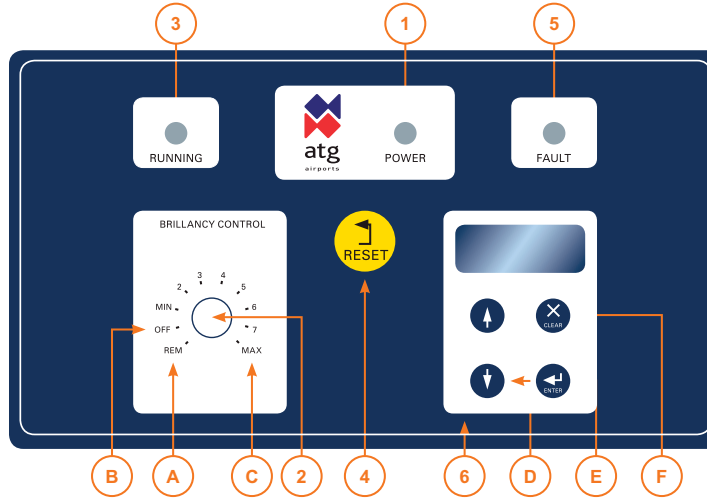 3
1
5
RUNNING
atg
airports
POWER
FAULT
BRILLANCY CONTROL
REM
OFF
MIN
2
3
4
5
6
7
MAX
RESET
CLEAR
ENTER
B
A
C
2
4
6
D
E
F